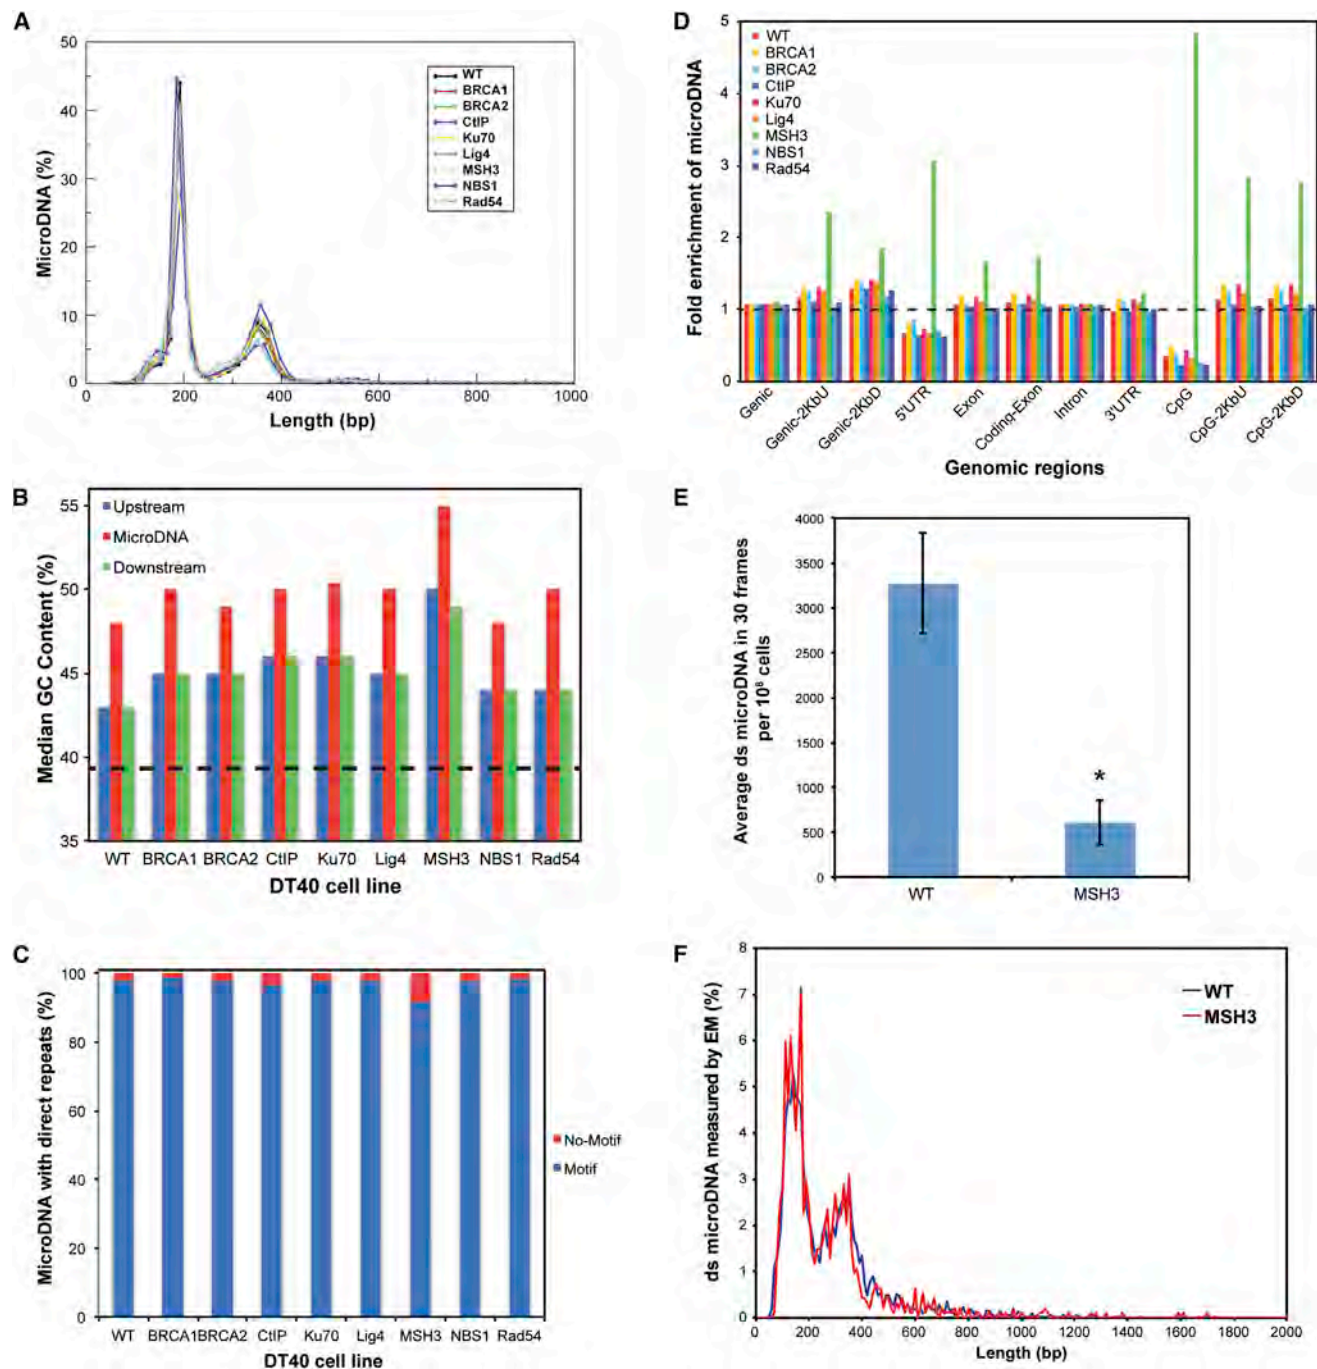 A
MicroDNA (%)
50
40
30
20
10
0
0
200
400
600
800
1000
Length (bp)
WT
BRCA1
BRCA2
CtIP
Ku70
Lig4
MSH3
NBS1
Rad54
B
Median GC Content (%)
55
50
45
40
35
Upstream
MicroDNA
Downstream
WT
BRCA1
BRCA2
CtIP
Ku70
Lig4
MSH3
NBS1
Rad54
DT40 cell line
C
MicroDNA with direct repeats (%)
100
80
60
40
20
0
No-Motif
Motif
WT
BRCA1
BRCA2
CtIP
Ku70
Lig4
MSH3
NBS1
Rad54
DT40 cell line
D
Fold enrichment of microDNA
5
4
3
2
1
0
WT
BRCA1
BRCA2
CtIP
Ku70
Lig4
MSH3
NBS1
Rad54
Genic
Genic-2KbU
Genic-2KbD
5'UTR
Exon
Coding-Exon
Intron
3'UTR
CpG
CpG-2KbU
CpG-2KbD
Genomic regions
E
Average ds microDNA in 30 frames
per 10⁸ cells
4000
3500
3000
2500
2000
1500
1000
500
0
*
WT
MSH3
F
ds microDNA measured by EM (%)
8
7
6
5
4
3
2
1
0
WT
MSH3
0
200
400
600
800
1000
1200
1400
1600
1800
2000
Length (bp)